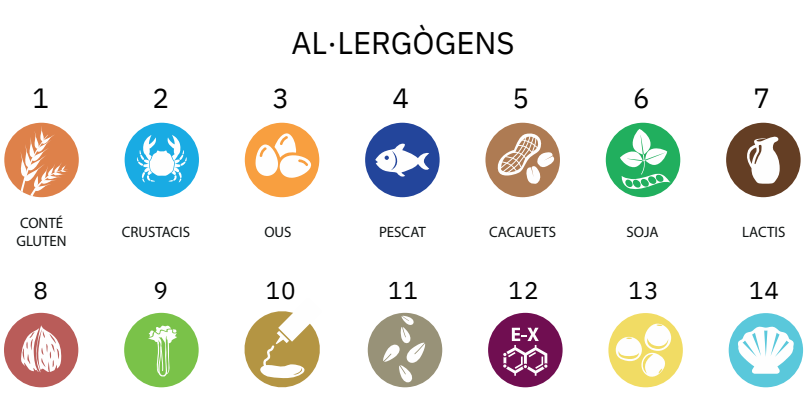 AL·LERGÒGENS
1 2 3 4 5 6 7
CONTÉ
GLUTEN
CRUSTACIS
OUS
PESCAT
CACAUETS
SOJA
LACTIS
8 9 10 11 12 13 14
E-X